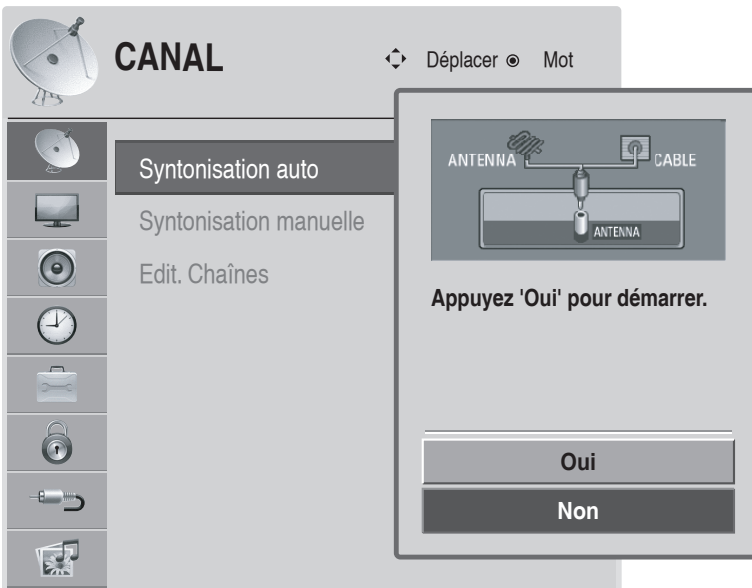 CANAL
Déplacer
Mot
Syntonisation auto
Syntonisation manuelle
Edit. Chaînes
ANTENNA
CABLE
ANTENNA
Appuyez 'Oui' pour démarrer.
Oui
Non